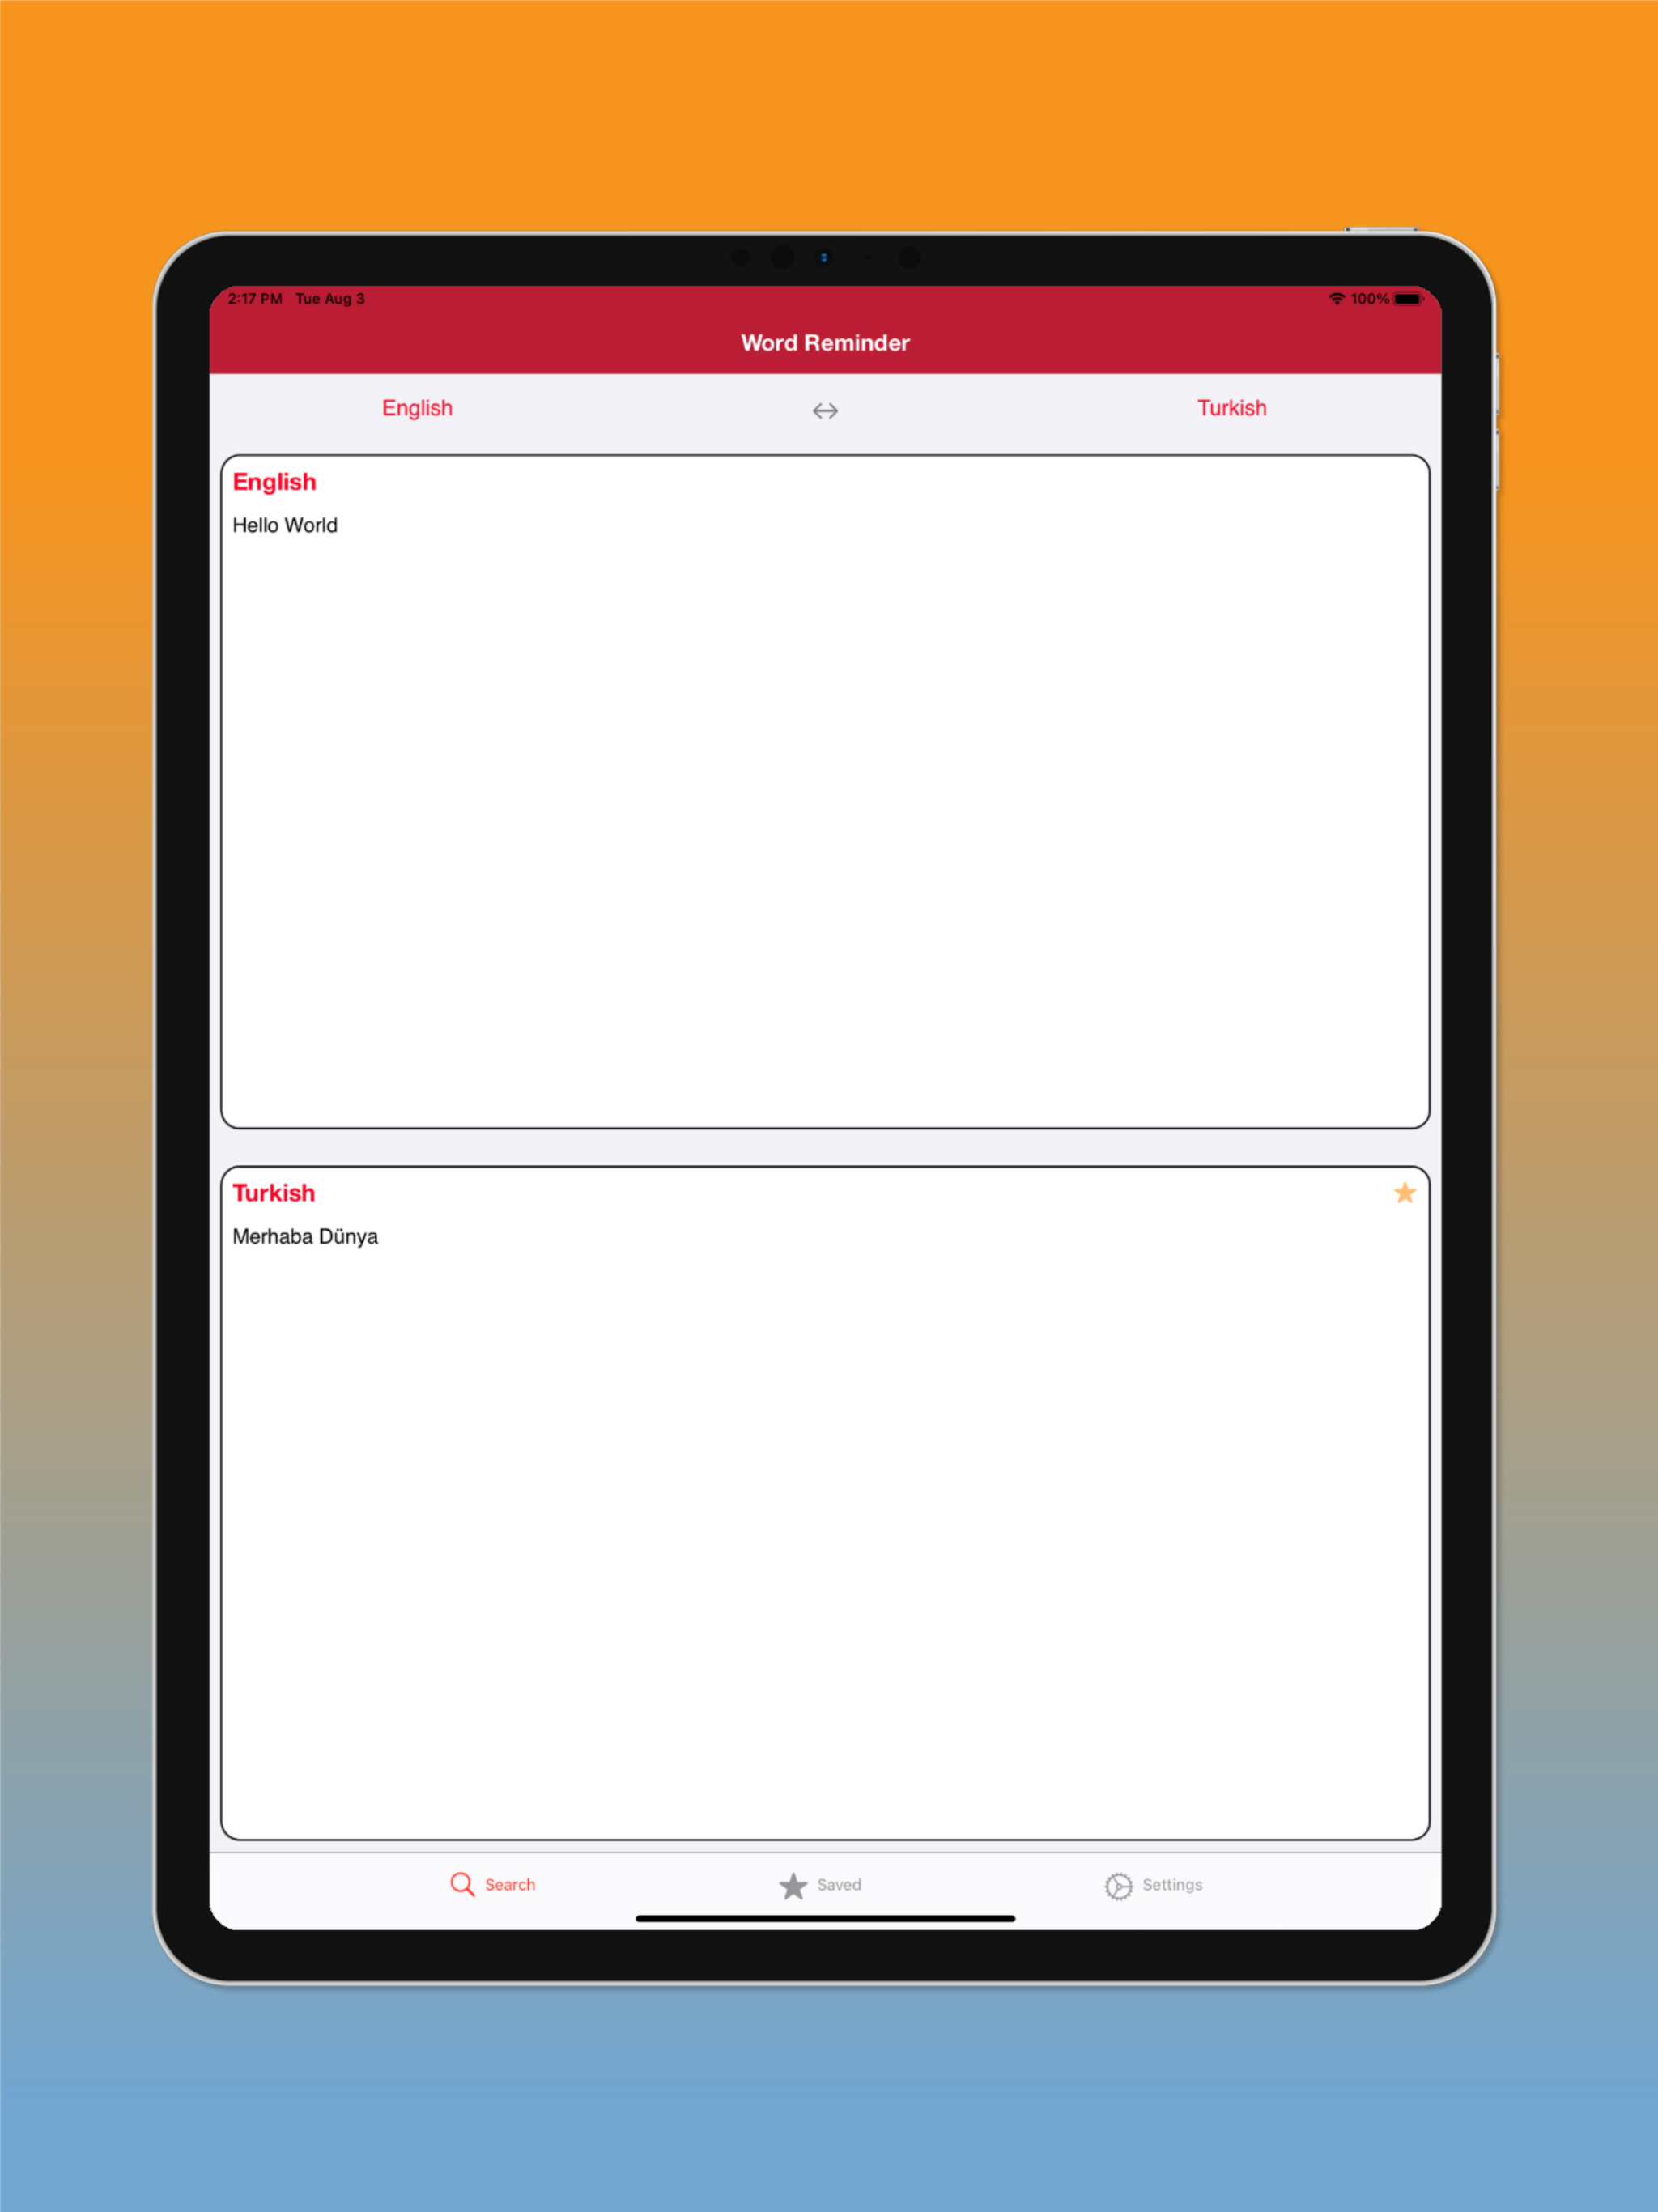 2:17 PM Tue Aug 3 100%
Word Reminder
English Turkish
English
Hello World
Turkish
Merhaba Dünya
Search Saved Settings